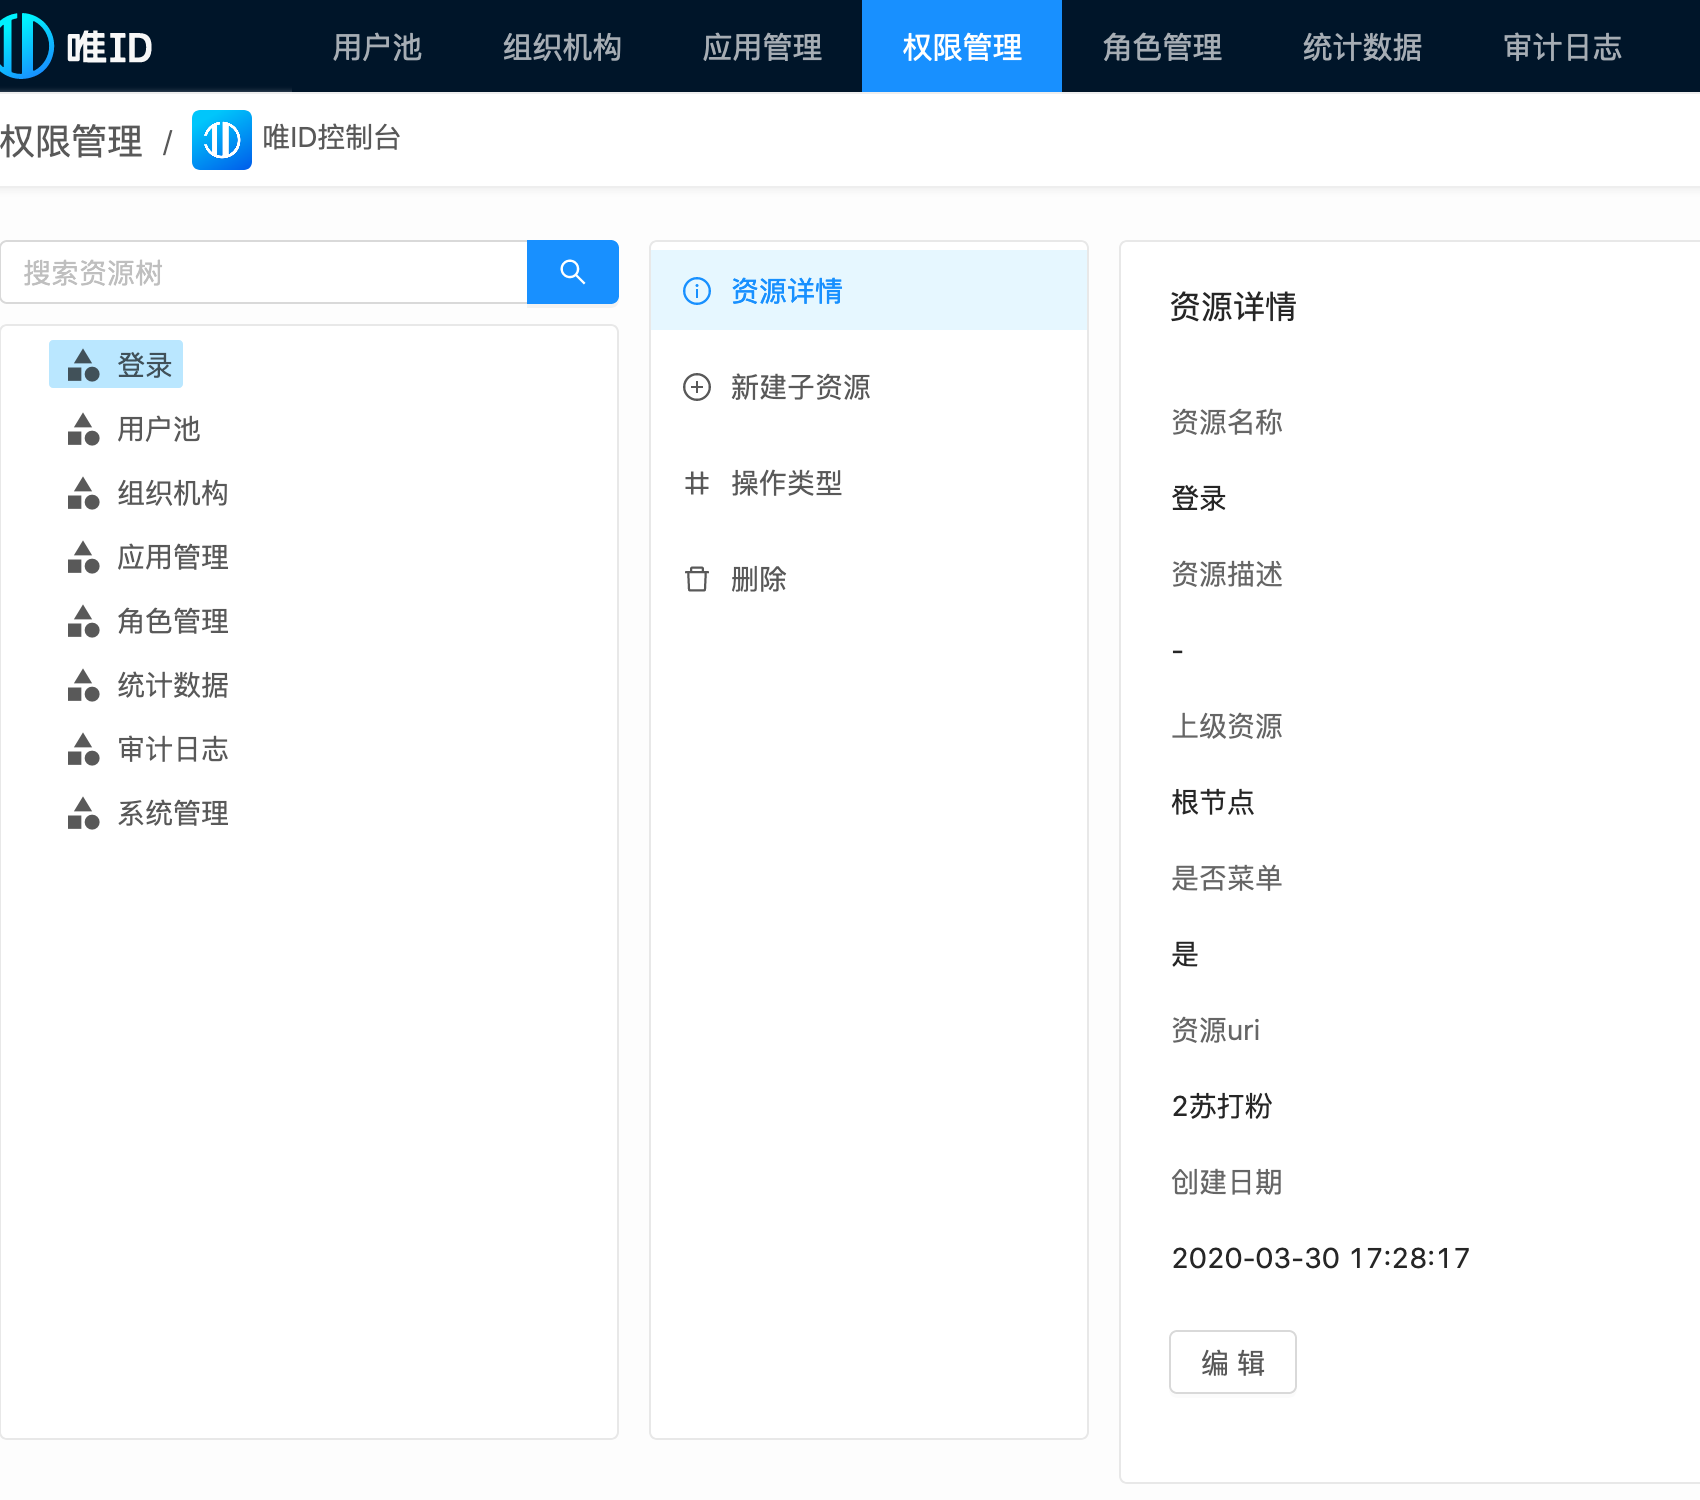 唯ID 用户池 组织机构 应用管理 权限管理 角色管理 统计数据 审计日志
权限管理 / 唯ID控制台
搜索资源树
登录
用户池
组织机构
应用管理
角色管理
统计数据
审计日志
系统管理
资源详情
新建子资源
操作类型
删除
资源详情
资源名称
登录
资源描述
-
上级资源
根节点
是否菜单
是
资源uri
2苏打粉
创建日期
2020-03-30 17:28:17
编 辑